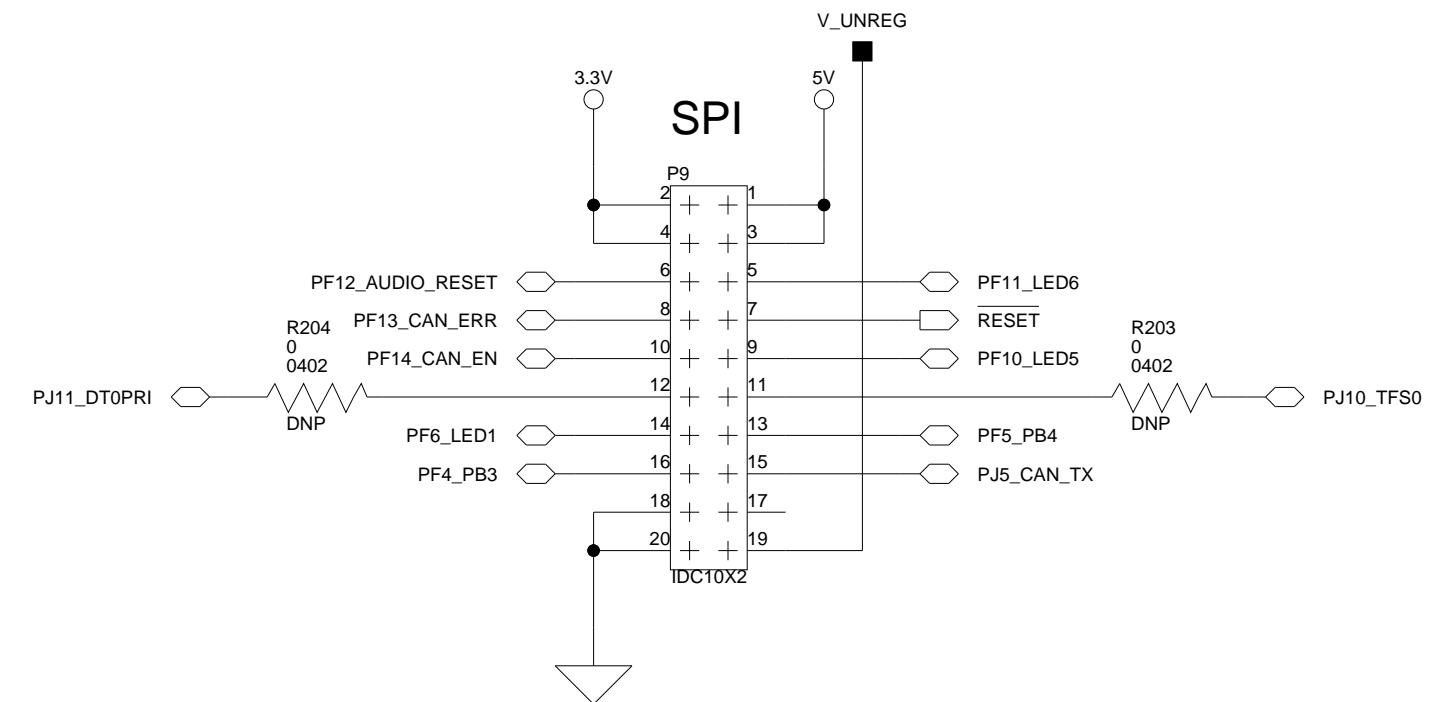 V_UNREG
3.3V
5V
SPI
P9
2 1
4 3
PF12_AUDIO_RESET 6 5 PF11_LED6
PF13_CAN_ERR 8 7 RESET
PF14_CAN_EN 10 9 PF10_LED5
R204
0
0402
PJ11_DT0PRI
DNP
12 11
R203
0
0402
DNP
PJ10_TFS0
PF6_LED1 14 13 PF5_PB4
PF4_PB3 16 15 PJ5_CAN_TX
18 17
20 19
IDC10X2